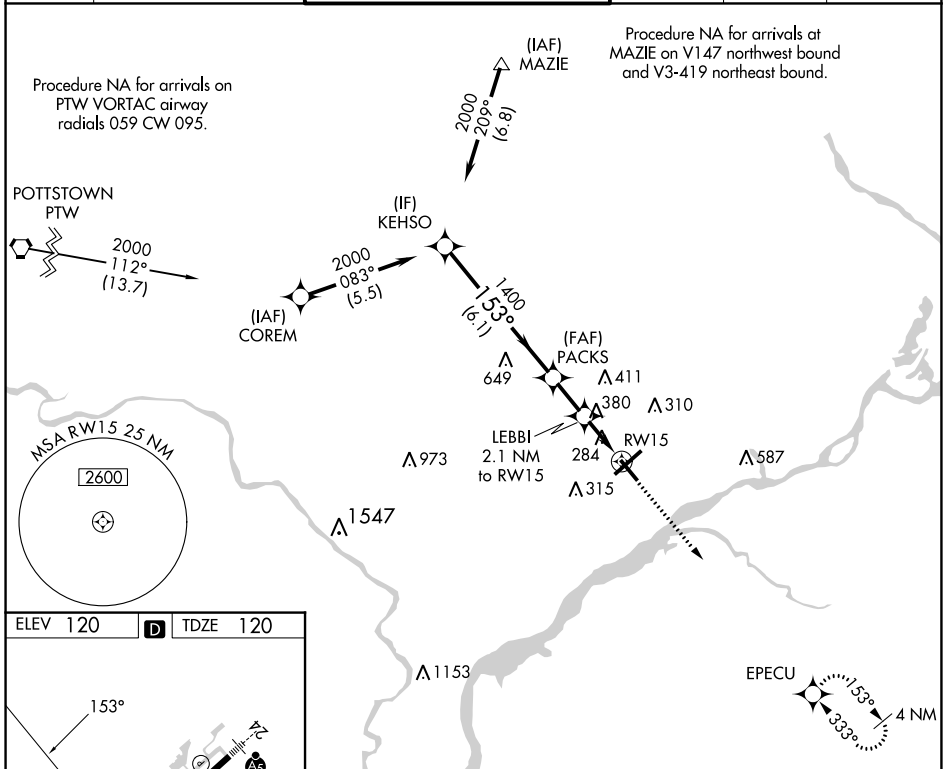 Procedure NA for arrivals on
PTW VORTAC airway
radials 059 CW 095.
(IAF)
MAZIE
Procedure NA for arrivals at
MAZIE on V147 northwest bound
and V3-419 northeast bound.
2000
209°
(6.8)
POTTSTOWN
PTW
2000
112°
(13.7)
(IF)
KEHSO
2000
083°
(5.5)
(IAF)
COREM
1400
153°
(6.1)
(FAF)
PACKS
649
411
380
310
LEBBI
2.1 NM
to RW15
284
RW15
315
587
973
1547
1153
MSA RW15 25 NM
2600
ELEV 120
D
TDZE 120
153°
24
P
A5
EPECU
153°
333°
4 NM